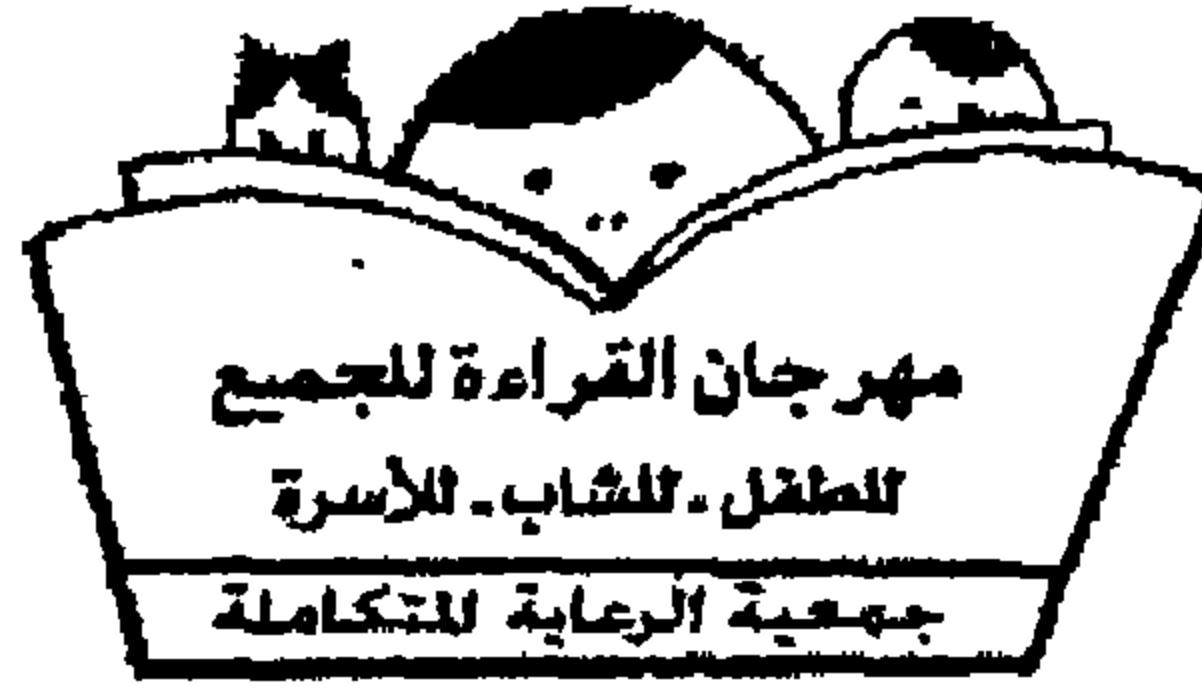 مهرجان القراءة للجميع
للطفل - للشاب - للأسرة
جمعية الرعاية المتكاملة